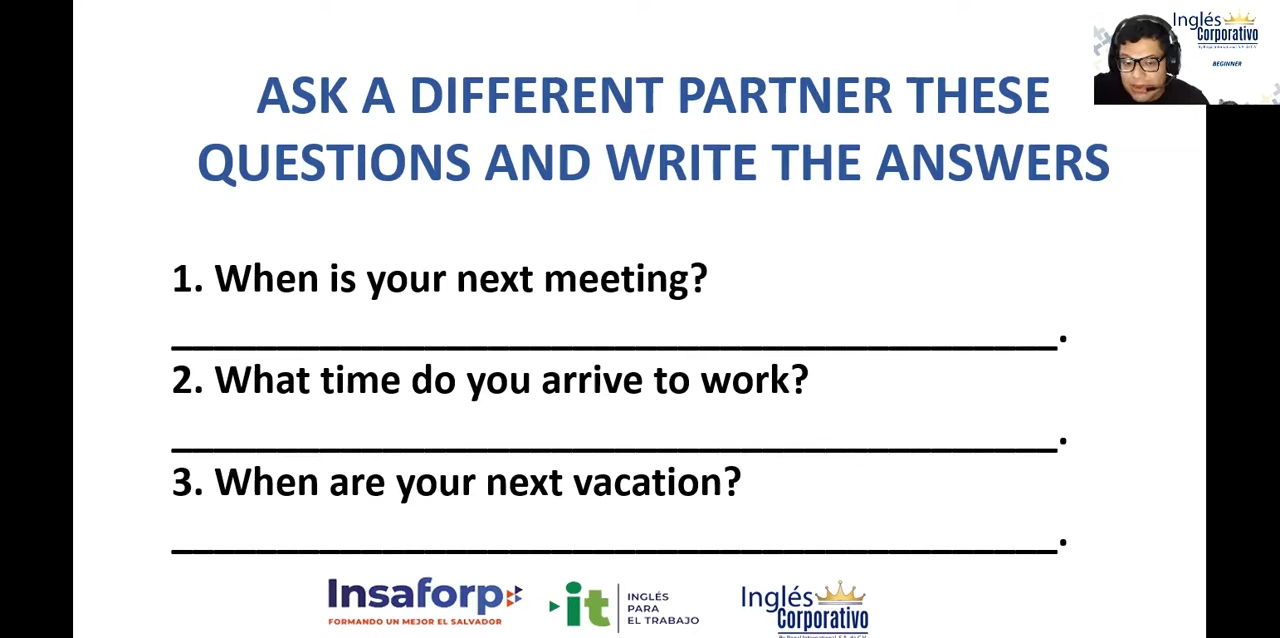 Inglés
Corporativo
BEGINNER
ASK A DIFFERENT PARTNER THESE
QUESTIONS AND WRITE THE ANSWERS
1. When is your next meeting?
2. What time do you arrive to work?
3. When are your next vacation?
Insaforp
FORMANDO UN MEJOR EL SALVADOR
it
INGLÉS
PARA
EL TRABAJO
Inglés
Corporativo